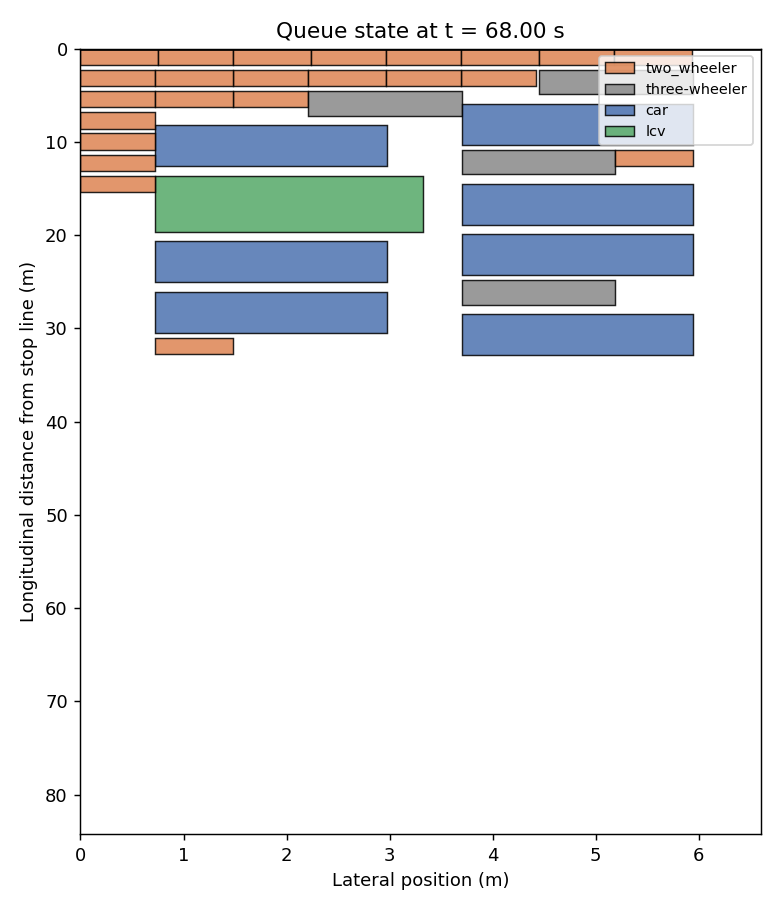 Queue state at t = 68.00 s
two_wheeler
three-wheeler
car
lcv
0
10
20
30
40
50
60
70
80
Longitudinal distance from stop line (m)
0 1 2 3 4 5 6
Lateral position (m)